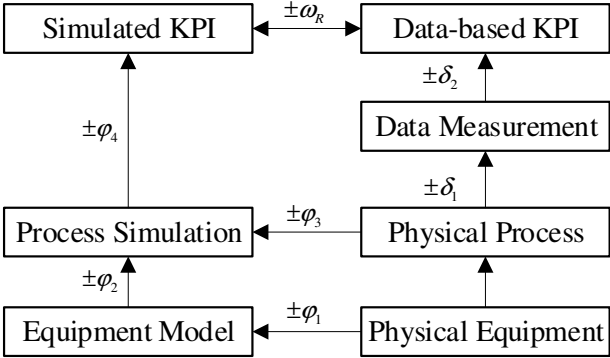 Simulated KPI
±ω_R
Data-based KPI
±δ_2
±φ_4
Data Measurement
±δ_1
Process Simulation
±φ_3
Physical Process
±φ_2
Equipment Model
±φ_1
Physical Equipment